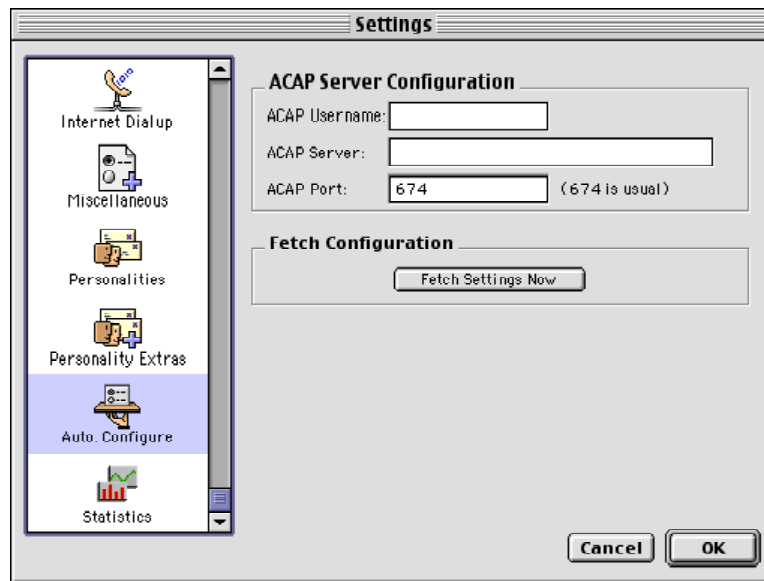 Settings
Internet Dialup
Miscellaneous
Personalities
Personality Extras
Auto. Configure
Statistics
ACAP Server Configuration
ACAP Username:
ACAP Server:
ACAP Port: 674 (674 is usual)
Fetch Configuration
Fetch Settings Now
Cancel OK